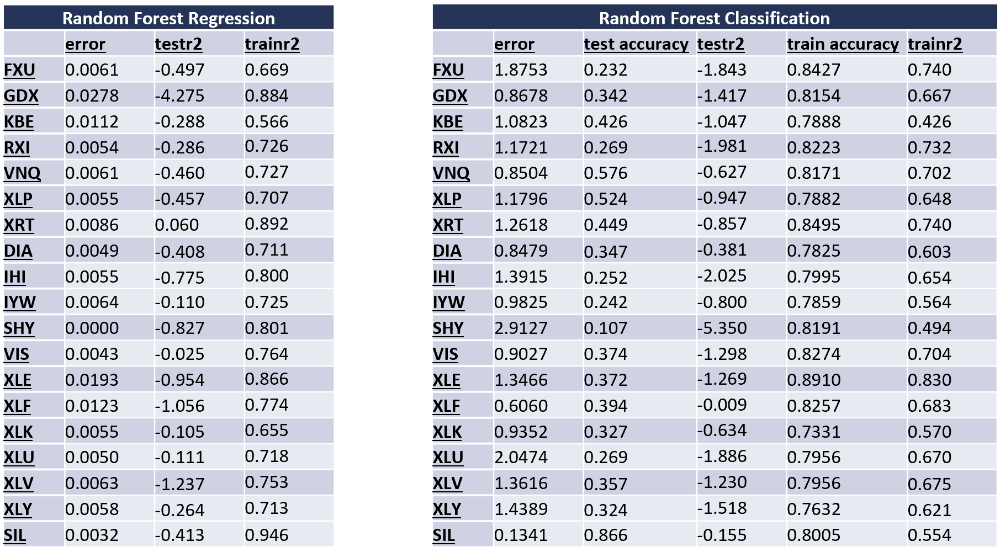 Random Forest Regression
error testr2 trainr2
FXU 0.0061 -0.497 0.669
GDX 0.0278 -4.275 0.884
KBE 0.0112 -0.288 0.566
RXI 0.0054 -0.286 0.726
VNQ 0.0061 -0.460 0.727
XLP 0.0055 -0.457 0.707
XRT 0.0086 0.060 0.892
DIA 0.0049 -0.408 0.711
IHI 0.0055 -0.775 0.800
IYW 0.0064 -0.110 0.725
SHY 0.0000 -0.827 0.801
VIS 0.0043 -0.025 0.764
XLE 0.0193 -0.954 0.866
XLF 0.0123 -1.056 0.774
XLK 0.0055 -0.105 0.655
XLU 0.0050 -0.111 0.718
XLV 0.0063 -1.237 0.753
XLY 0.0058 -0.264 0.713
SIL 0.0032 -0.413 0.946
Random Forest Classification
error test accuracy testr2 train accuracy trainr2
FXU 1.8753 0.232 -1.843 0.8427 0.740
GDX 0.8678 0.342 -1.417 0.8154 0.667
KBE 1.0823 0.426 -1.047 0.7888 0.426
RXI 1.1721 0.269 -1.981 0.8223 0.732
VNQ 0.8504 0.576 -0.627 0.8171 0.702
XLP 1.1796 0.524 -0.947 0.7882 0.648
XRT 1.2618 0.449 -0.857 0.8495 0.740
DIA 0.8479 0.347 -0.381 0.7825 0.603
IHI 1.3915 0.252 -2.025 0.7995 0.654
IYW 0.9825 0.242 -0.800 0.7859 0.564
SHY 2.9127 0.107 -5.350 0.8191 0.494
VIS 0.9027 0.374 -1.298 0.8274 0.704
XLE 1.3466 0.372 -1.269 0.8910 0.830
XLF 0.6060 0.394 -0.009 0.8257 0.683
XLK 0.9352 0.327 -0.634 0.7331 0.570
XLU 2.0474 0.269 -1.886 0.7956 0.670
XLV 1.3616 0.357 -1.230 0.7956 0.675
XLY 1.4389 0.324 -1.518 0.7632 0.621
SIL 0.1341 0.866 -0.155 0.8005 0.554